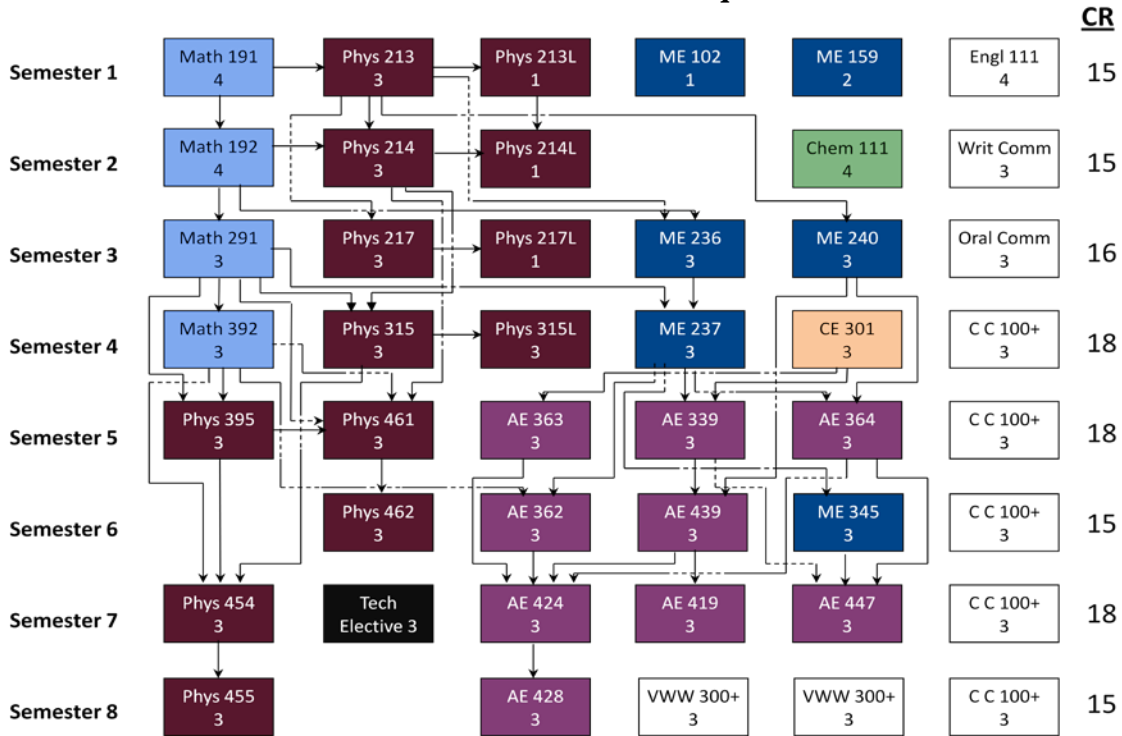 CR
Semester 1
Math 191
4
Phys 213
3
Phys 213L
1
ME 102
1
ME 159
2
Engl 111
4
15
Semester 2
Math 192
4
Phys 214
3
Phys 214L
1
Chem 111
4
Writ Comm
3
15
Semester 3
Math 291
3
Phys 217
3
Phys 217L
1
ME 236
3
ME 240
3
Oral Comm
3
16
Semester 4
Math 392
3
Phys 315
3
Phys 315L
3
ME 237
3
CE 301
3
C C 100+
3
18
Semester 5
Phys 395
3
Phys 461
3
AE 363
3
AE 339
3
AE 364
3
C C 100+
3
18
Semester 6
Phys 462
3
AE 362
3
AE 439
3
ME 345
3
C C 100+
3
15
Semester 7
Phys 454
3
Tech
Elective 3
AE 424
3
AE 419
3
AE 447
3
C C 100+
3
18
Semester 8
Phys 455
3
AE 428
3
VWW 300+
3
VWW 300+
3
C C 100+
3
15